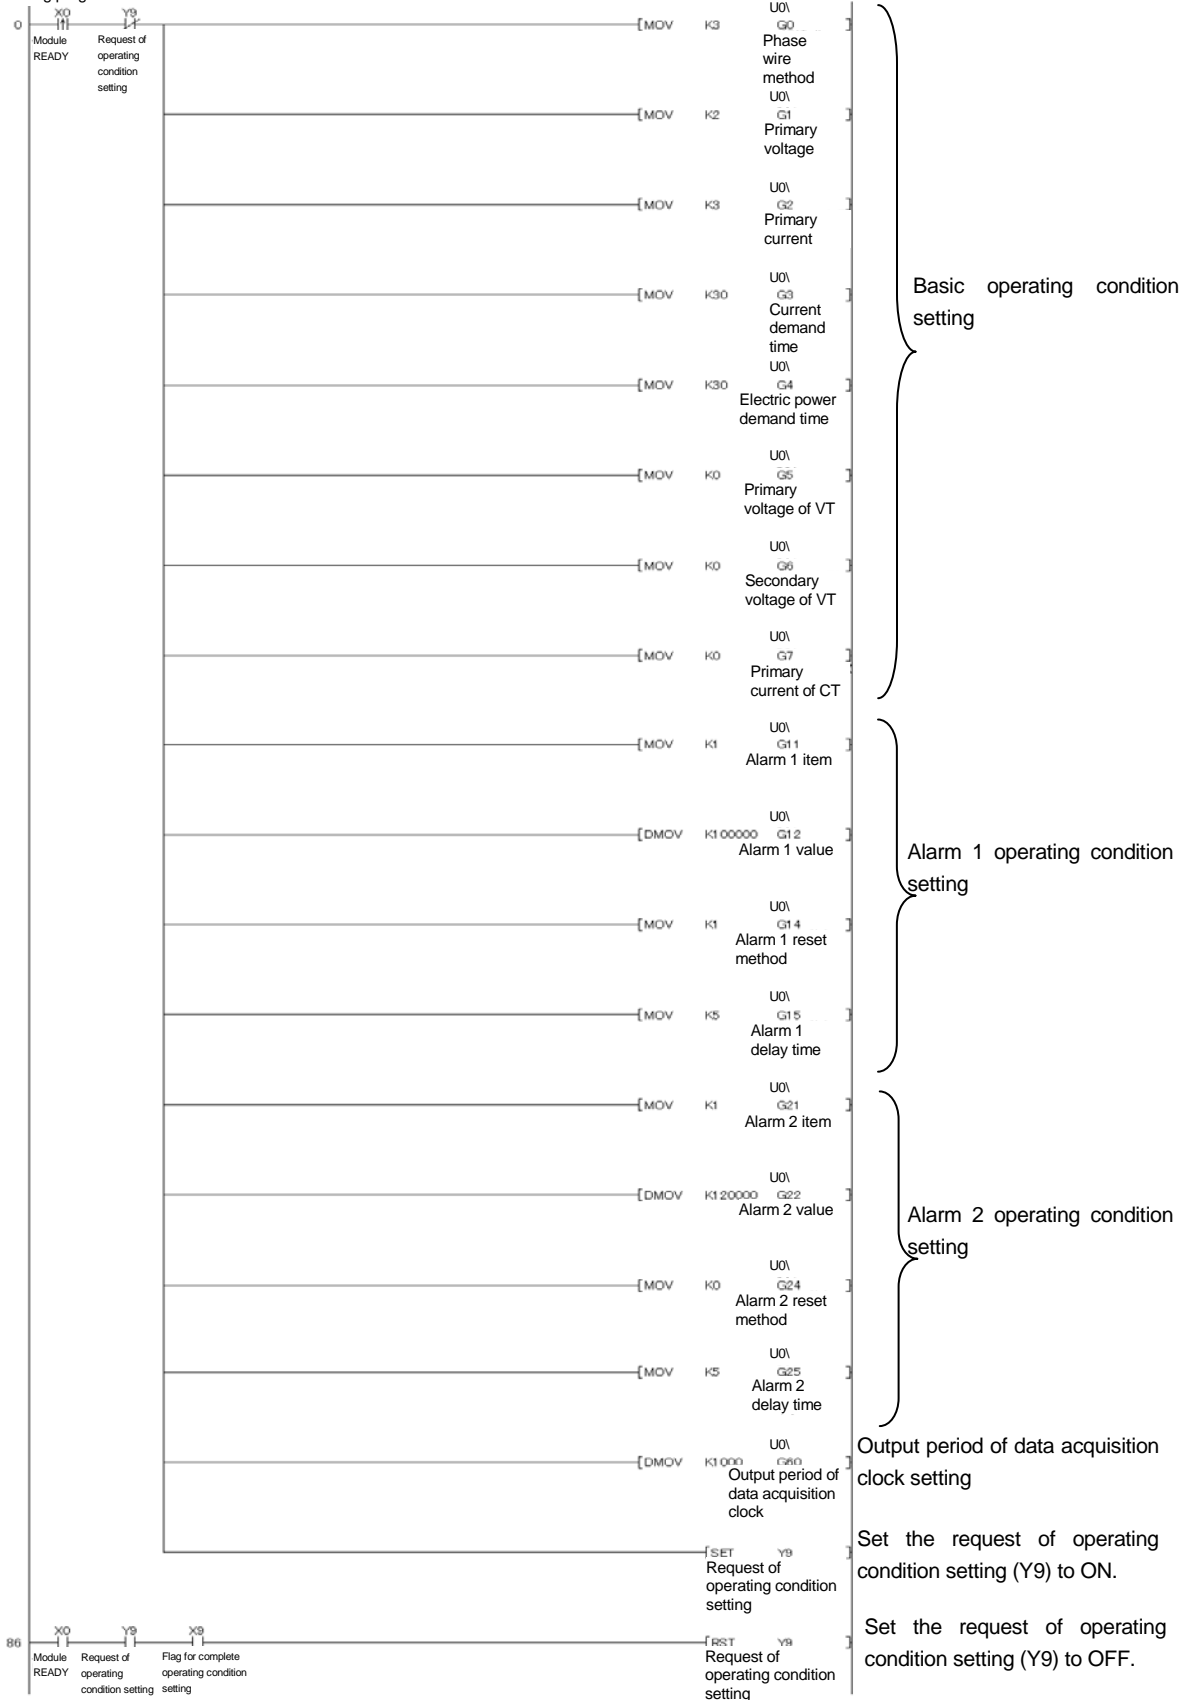 X0 Y9 U0\
0 [MOV K3 G0 ]
Module READY
Request of operating condition setting
Phase wire method
U0\
[MOV K2 G1 ]
Primary voltage
U0\
[MOV K3 G2 ]
Primary current
U0\
[MOV K30 G3 ]
Current demand time
Basic operating condition setting
U0\
[MOV K30 G4 ]
Electric power demand time
U0\
[MOV K0 G5 ]
Primary voltage of VT
U0\
[MOV K0 G6 ]
Secondary voltage of VT
U0\
[MOV K0 G7 ]
Primary current of CT
U0\
[MOV K1 G11 ]
Alarm 1 item
U0\
[DMOV K100000 G12 ]
Alarm 1 value
Alarm 1 operating condition setting
U0\
[MOV K1 G14 ]
Alarm 1 reset method
U0\
[MOV K5 G15 ]
Alarm 1 delay time
U0\
[MOV K1 G21 ]
Alarm 2 item
U0\
[DMOV K120000 G22 ]
Alarm 2 value
Alarm 2 operating condition setting
U0\
[MOV K0 G24 ]
Alarm 2 reset method
U0\
[MOV K5 G25 ]
Alarm 2 delay time
U0\
[DMOV K1000 G60 ]
Output period of data acquisition clock
Output period of data acquisition clock setting
[SET Y9 ]
Request of operating condition setting
Set the request of operating condition setting (Y9) to ON.
X0 Y9 X9
86 [RST Y9 ]
Module READY
Request of operating condition setting
Flag for complete operating condition setting
Request of operating condition setting
Set the request of operating condition setting (Y9) to OFF.